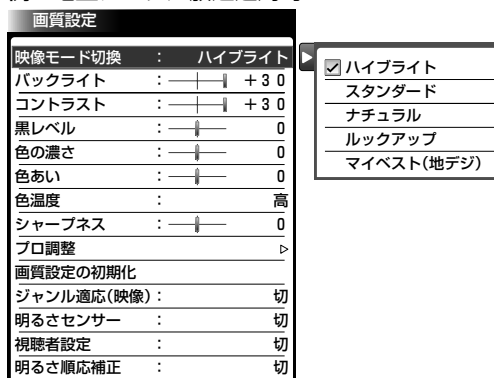 画質設定
映像モード切換 : ハイブライト
バックライト : +30
コントラスト : +30
黒レベル : 0
色の濃さ : 0
色あい : 0
色温度 : 高
シャープネス : 0
プロ調整
画質設定の初期化
ジャンル適応(映像) : 切
明るさセンサー : 切
視聴者設定 : 切
明るさ順応補正 : 切
ハイブライト
スタンダード
ナチュラル
ルックアップ
マイベスト(地デジ)